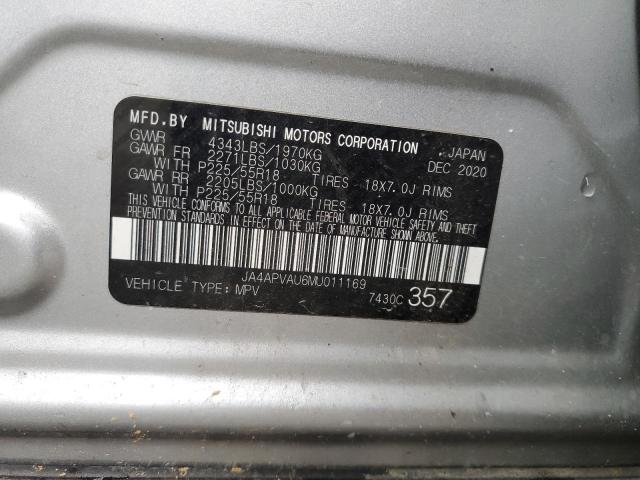 MFD.BY MITSUBISHI MOTORS CORPORATION JAPAN
GVWR 4343LBS/1970KG DEC 2020
GAWR FR 2271LBS/1030KG
WITH P225/55R18 TIRES 18X7.0J RIMS
GAWR RR 2205LBS/1000KG
WITH P225/55R18 TIRES 18X7.0J RIMS
THIS VEHICLE CONFORMS TO ALL APPLICABLE FEDERAL MOTOR VEHICLE SAFETY AND THEFT
PREVENTION STANDARDS IN EFFECT ON THE DATE OF MANUFACTURE SHOWN ABOVE.
JA4APVAU6MU011169
VEHICLE TYPE:MPV 7430C 357